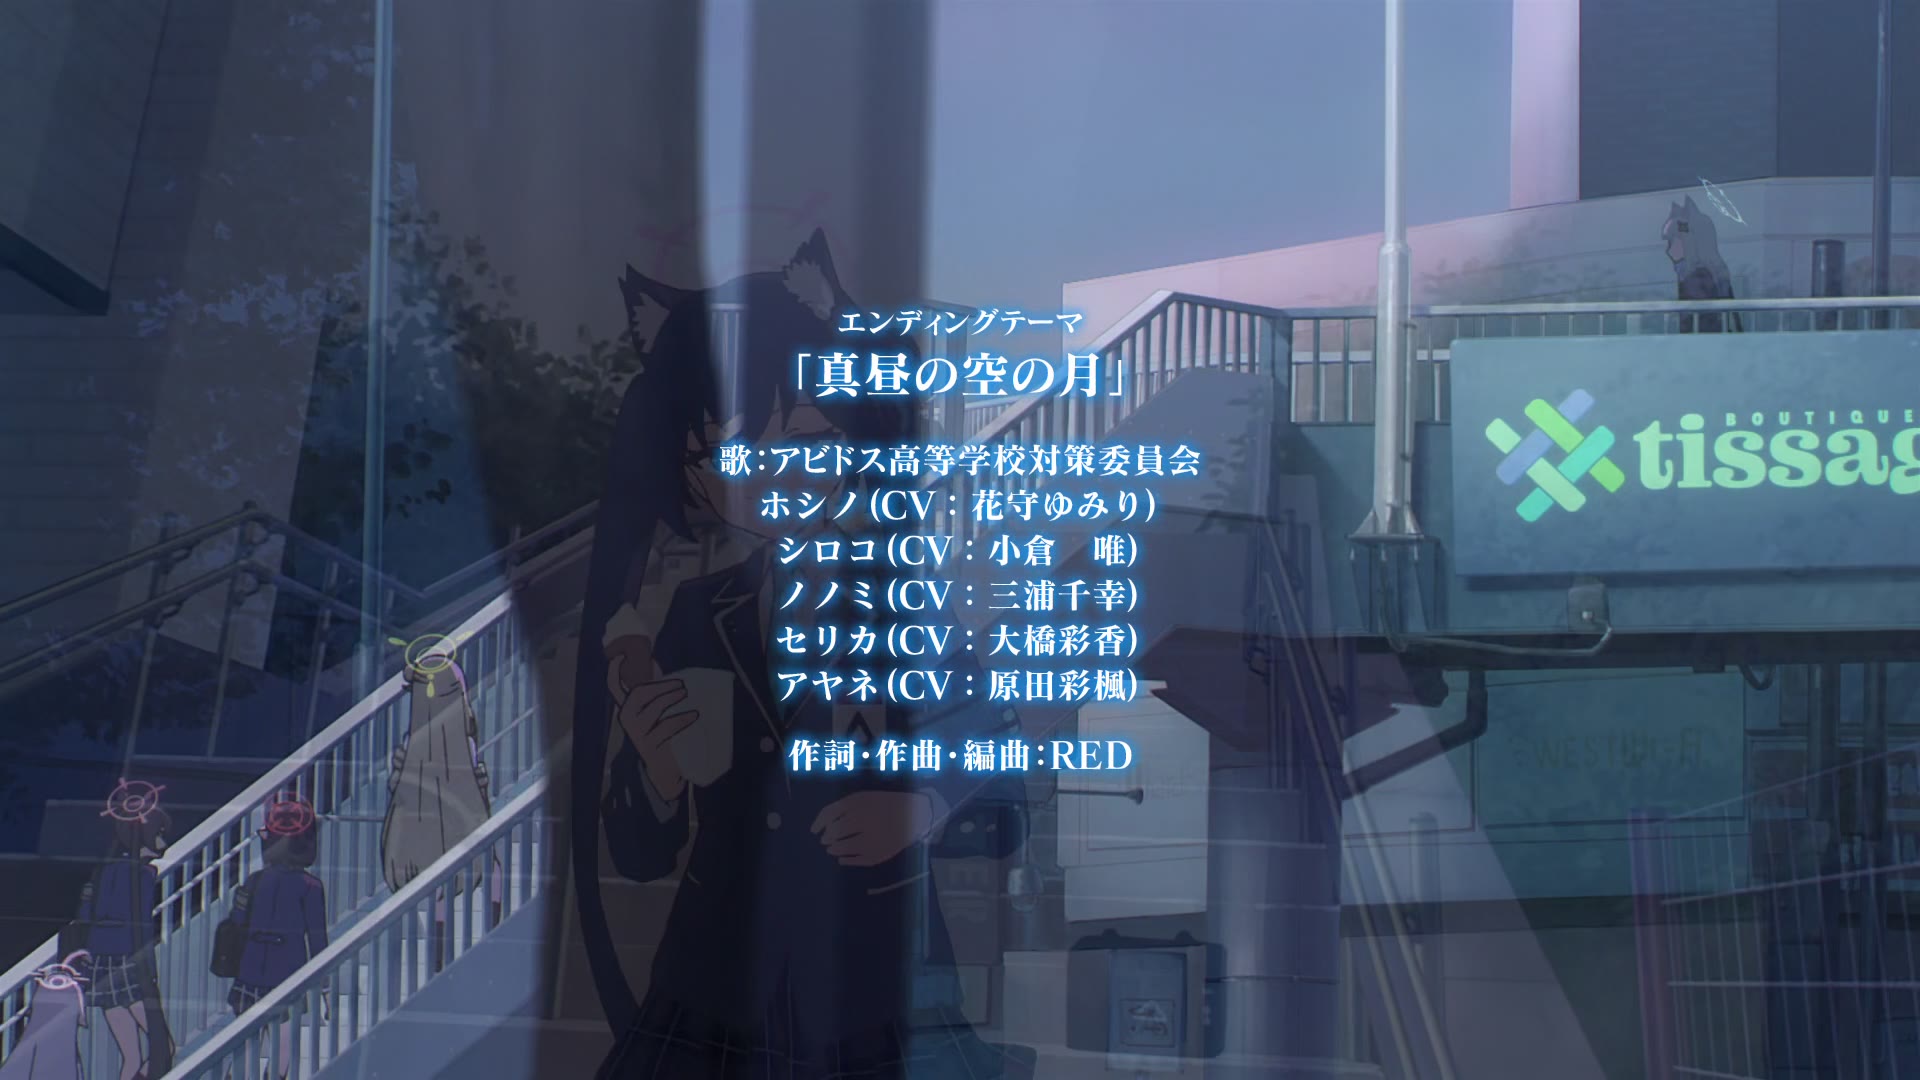 エンディングテーマ
「真昼の空の月」
歌：アビドス高等学校対策委員会
ホシノ（CV：花守ゆみり）
シロコ（CV：小倉　唯）
ノノミ（CV：三浦千幸）
セリカ（CV：大橋彩香）
アヤネ（CV：原田彩楓）
作詞・作曲・編曲：RED
BOUTIQUE
tissag